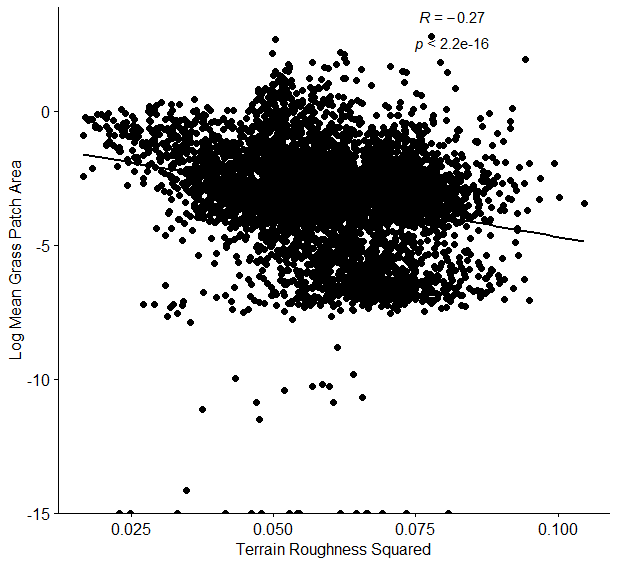 R = −0.27
p < 2.2e-16
0
-5
-10
-15
Log Mean Grass Patch Area
0.025 0.050 0.075 0.100
Terrain Roughness Squared